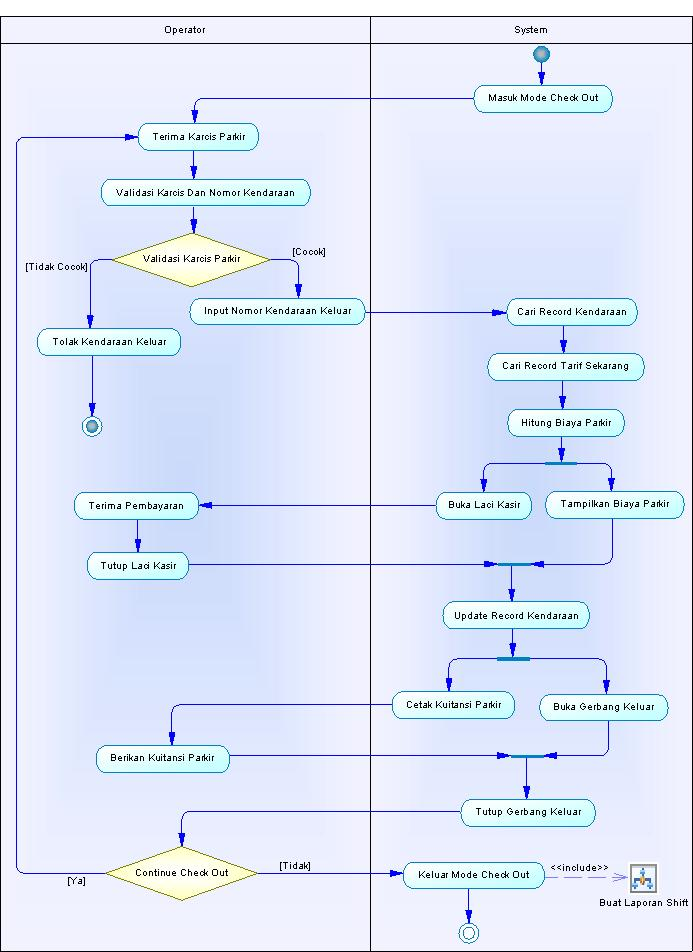 Operator
System
Masuk Mode Check Out
Terima Karcis Parkir
Validasi Karcis Dan Nomor Kendaraan
Validasi Karcis Parkir
[Tidak Cocok]
[Cocok]
Input Nomor Kendaraan Keluar
Cari Record Kendaraan
Tolak Kendaraan Keluar
Cari Record Tarif Sekarang
Hitung Biaya Parkir
Terima Pembayaran
Buka Laci Kasir
Tampilkan Biaya Parkir
Tutup Laci Kasir
Update Record Kendaraan
Cetak Kuitansi Parkir
Buka Gerbang Keluar
Berikan Kuitansi Parkir
Tutup Gerbang Keluar
Continue Check Out
[Ya]
[Tidak]
Keluar Mode Check Out
<<include>>
Buat Laporan Shift